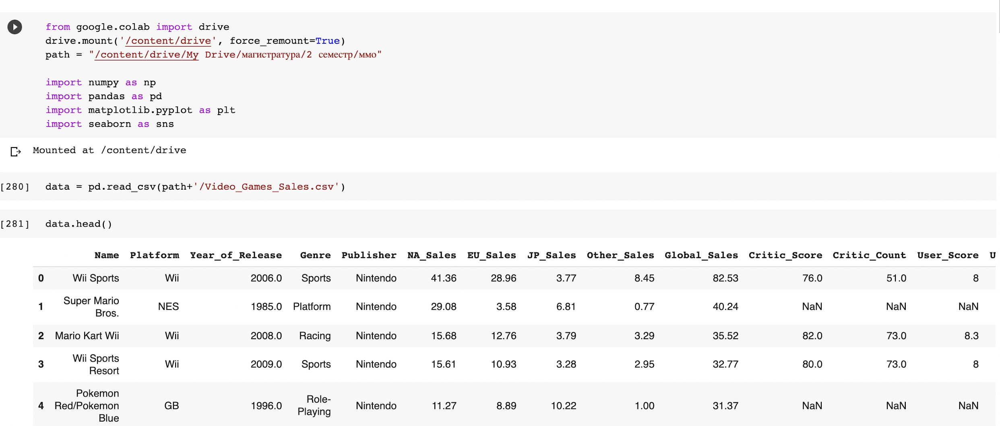 from google.colab import drive
drive.mount('/content/drive', force_remount=True)
path = "/content/drive/My Drive/магистратура/2 семестр/ммо"
import numpy as np
import pandas as pd
import matplotlib.pyplot as plt
import seaborn as sns
Mounted at /content/drive
[280] data = pd.read_csv(path+'/Video_Games_Sales.csv')
[281] data.head()
Name Platform Year_of_Release Genre Publisher NA_Sales EU_Sales JP_Sales Other_Sales Global_Sales Critic_Score Critic_Count User_Score U
0 Wii Sports Wii 2006.0 Sports Nintendo 41.36 28.96 3.77 8.45 82.53 76.0 51.0 8
Super Mario
1 NES 1985.0 Platform Nintendo 29.08 3.58 6.81 0.77 40.24 NaN NaN NaN
Bros.
2 Mario Kart Wii Wii 2008.0 Racing Nintendo 15.68 12.76 3.79 3.29 35.52 82.0 73.0 8.3
Wii Sports
3 Wii 2009.0 Sports Nintendo 15.61 10.93 3.28 2.95 32.77 80.0 73.0 8
Resort
Pokemon
Role-
4 Red/Pokemon GB 1996.0 Nintendo 11.27 8.89 10.22 1.00 31.37 NaN NaN NaN
Playing
Blue